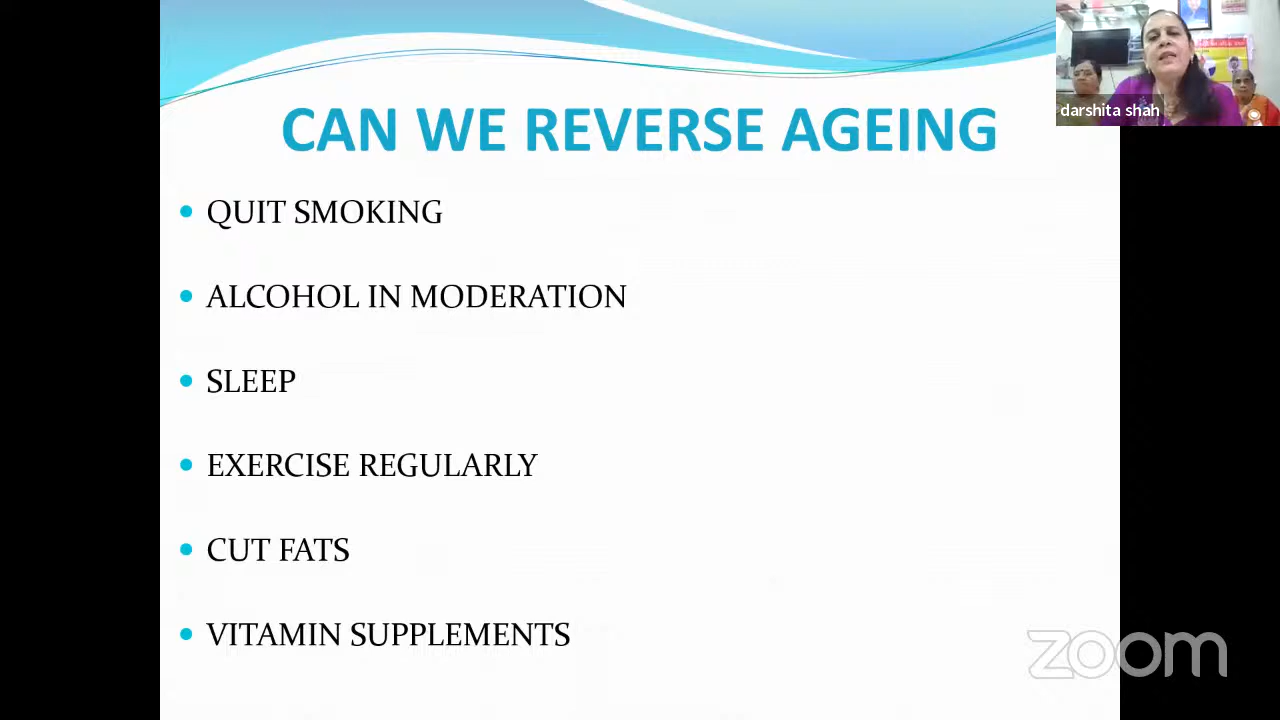 CAN WE REVERSE AGEING
darshita shah
QUIT SMOKING
ALCOHOL IN MODERATION
SLEEP
EXERCISE REGULARLY
CUT FATS
VITAMIN SUPPLEMENTS
zoom